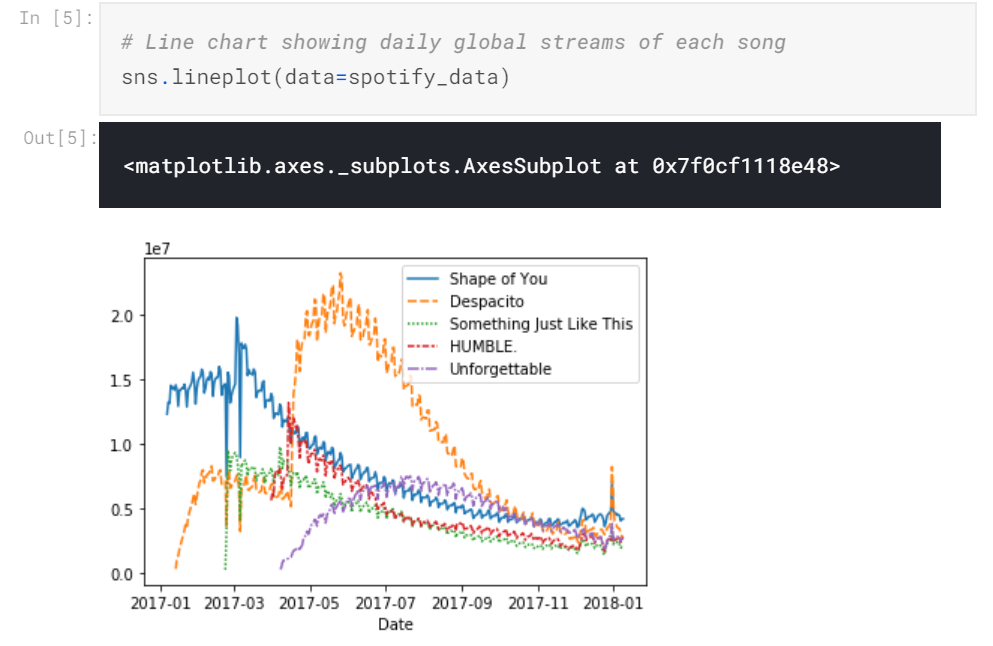 In [5]:
# Line chart showing daily global streams of each song
sns.lineplot(data=spotify_data)
Out[5]:
<matplotlib.axes._subplots.AxesSubplot at 0x7f0cf1118e48>
1e7
Shape of You
Despacito
Something Just Like This
HUMBLE.
Unforgettable
2.0
1.5
1.0
0.5
0.0
2017-01 2017-03 2017-05 2017-07 2017-09 2017-11 2018-01
Date